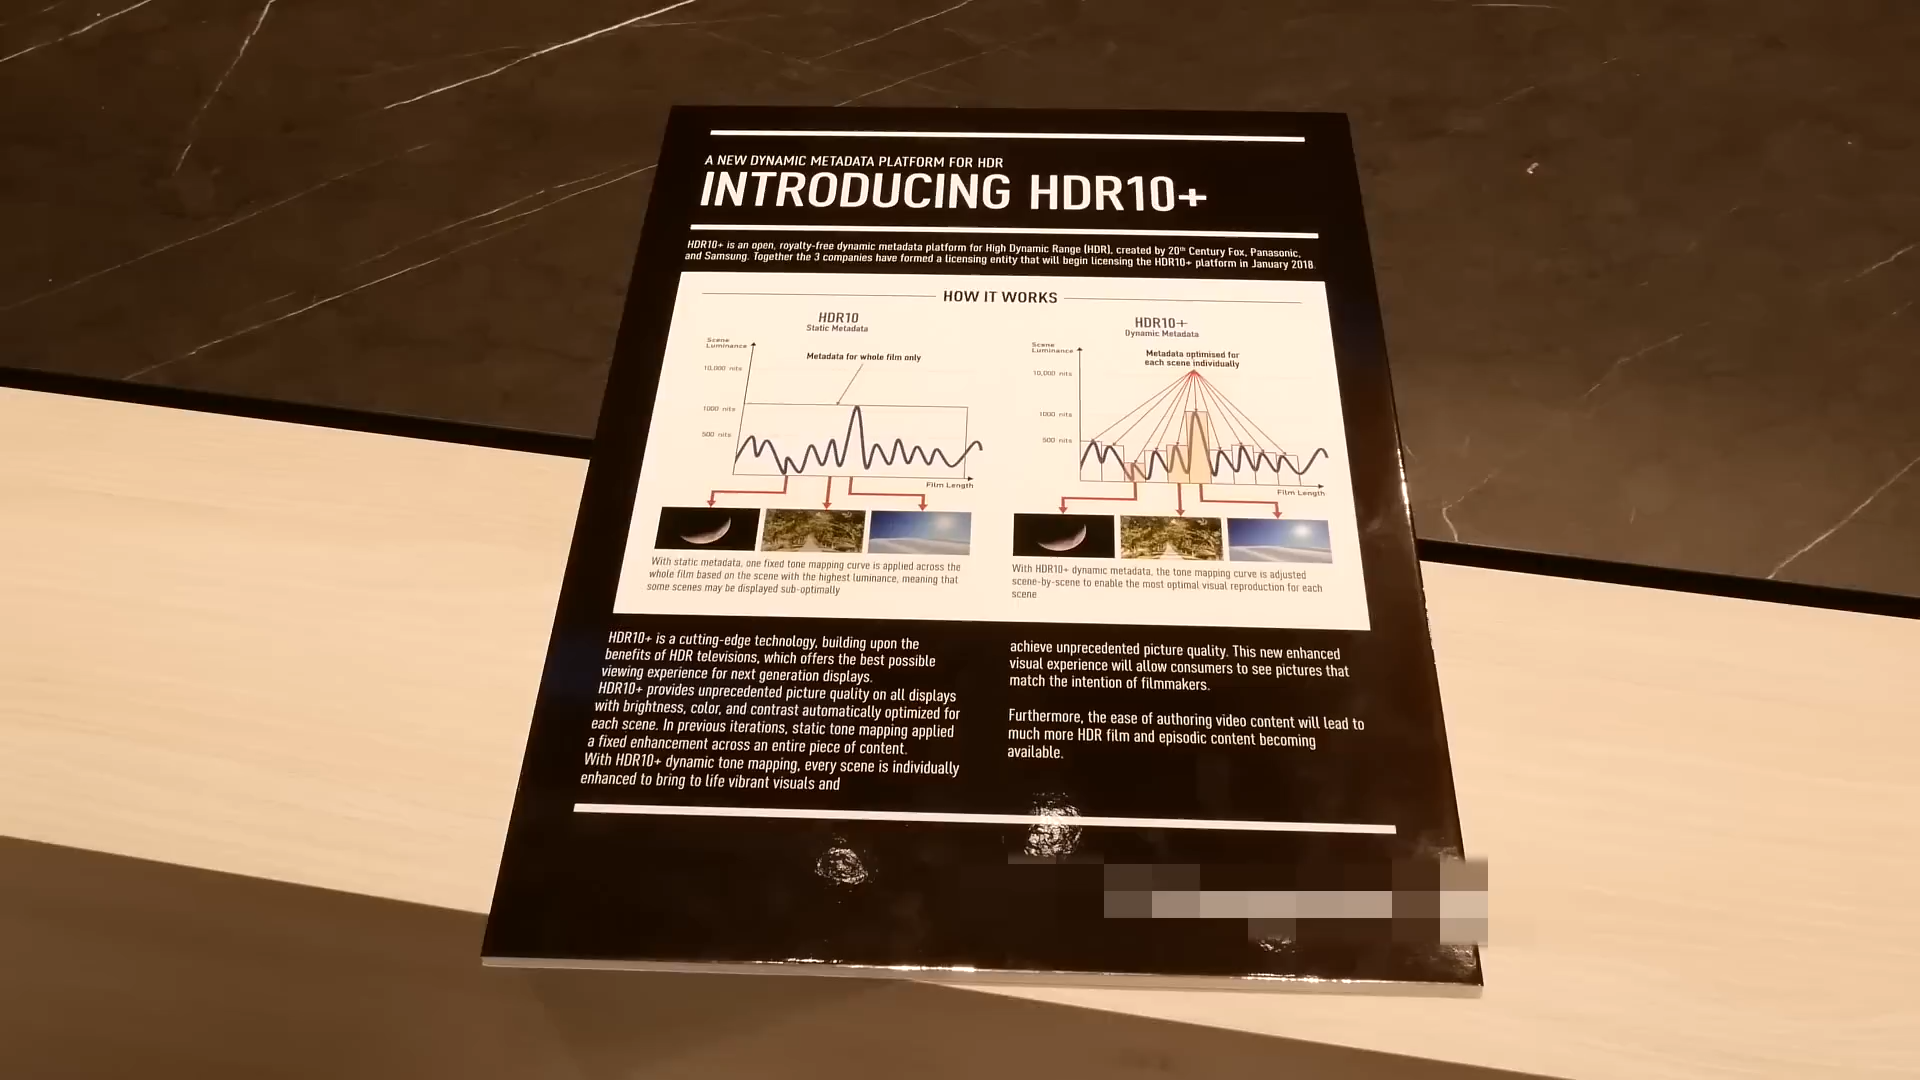 A NEW DYNAMIC METADATA PLATFORM FOR HDR
INTRODUCING HDR10+
HDR10+ is an open, royalty-free dynamic metadata platform for High Dynamic Range (HDR), created by 20th Century Fox, Panasonic,
and Samsung. Together the 3 companies have formed a licensing entity that will begin licensing the HDR10+ platform in January 2018.
HOW IT WORKS
HDR10
Static Metadata
Scene
Luminance
Metadata for whole film only
10,000 nits
1000 nits
500 nits
Film Length
With static metadata, one fixed tone mapping curve is applied across the
whole film based on the scene with the highest luminance, meaning that
some scenes may be displayed sub-optimally
HDR10+
Dynamic Metadata
Scene
Luminance
Metadata optimised for
each scene individually
10,000 nits
1000 nits
500 nits
Film Length
With HDR10+ dynamic metadata, the tone mapping curve is adjusted
scene-by-scene to enable the most optimal visual reproduction for each
scene
HDR10+ is a cutting-edge technology, building upon the
benefits of HDR televisions, which offers the best possible
viewing experience for next generation displays.
HDR10+ provides unprecedented picture quality on all displays
with brightness, color, and contrast automatically optimized for
each scene. In previous iterations, static tone mapping applied
a fixed enhancement across an entire piece of content.
With HDR10+ dynamic tone mapping, every scene is individually
enhanced to bring to life vibrant visuals and
achieve unprecedented picture quality. This new enhanced
visual experience will allow consumers to see pictures that
match the intention of filmmakers.
Furthermore, the ease of authoring video content will lead to
much more HDR film and episodic content becoming
available.